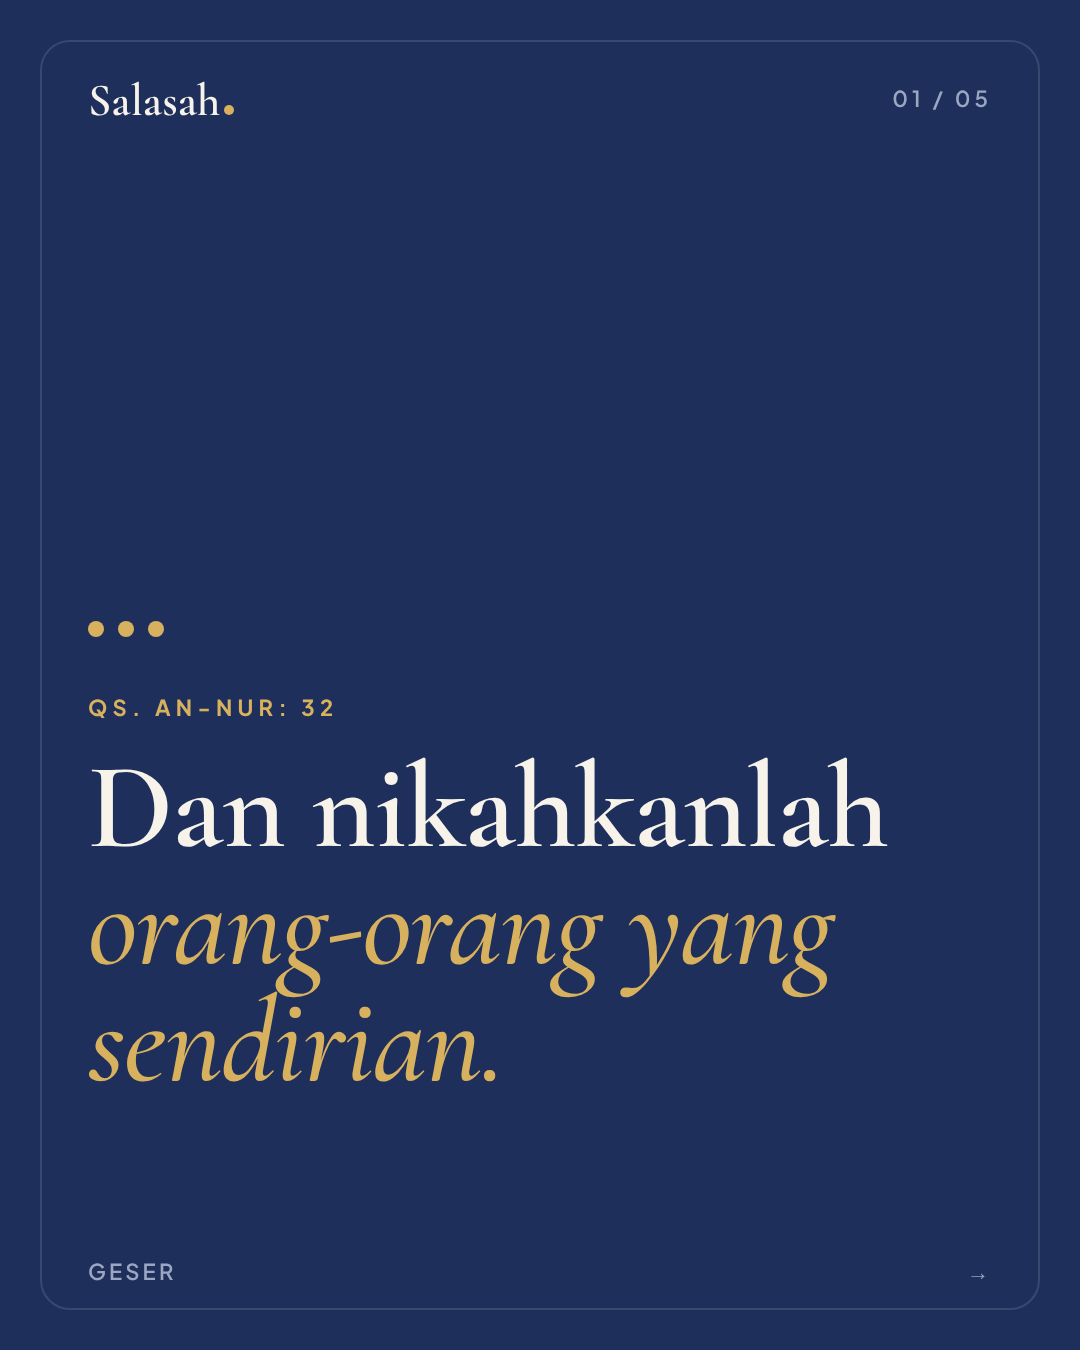 Salasah.
01 / 05
QS. AN-NUR: 32
Dan nikahkanlah
orang-orang yang
sendirian.
GESER →